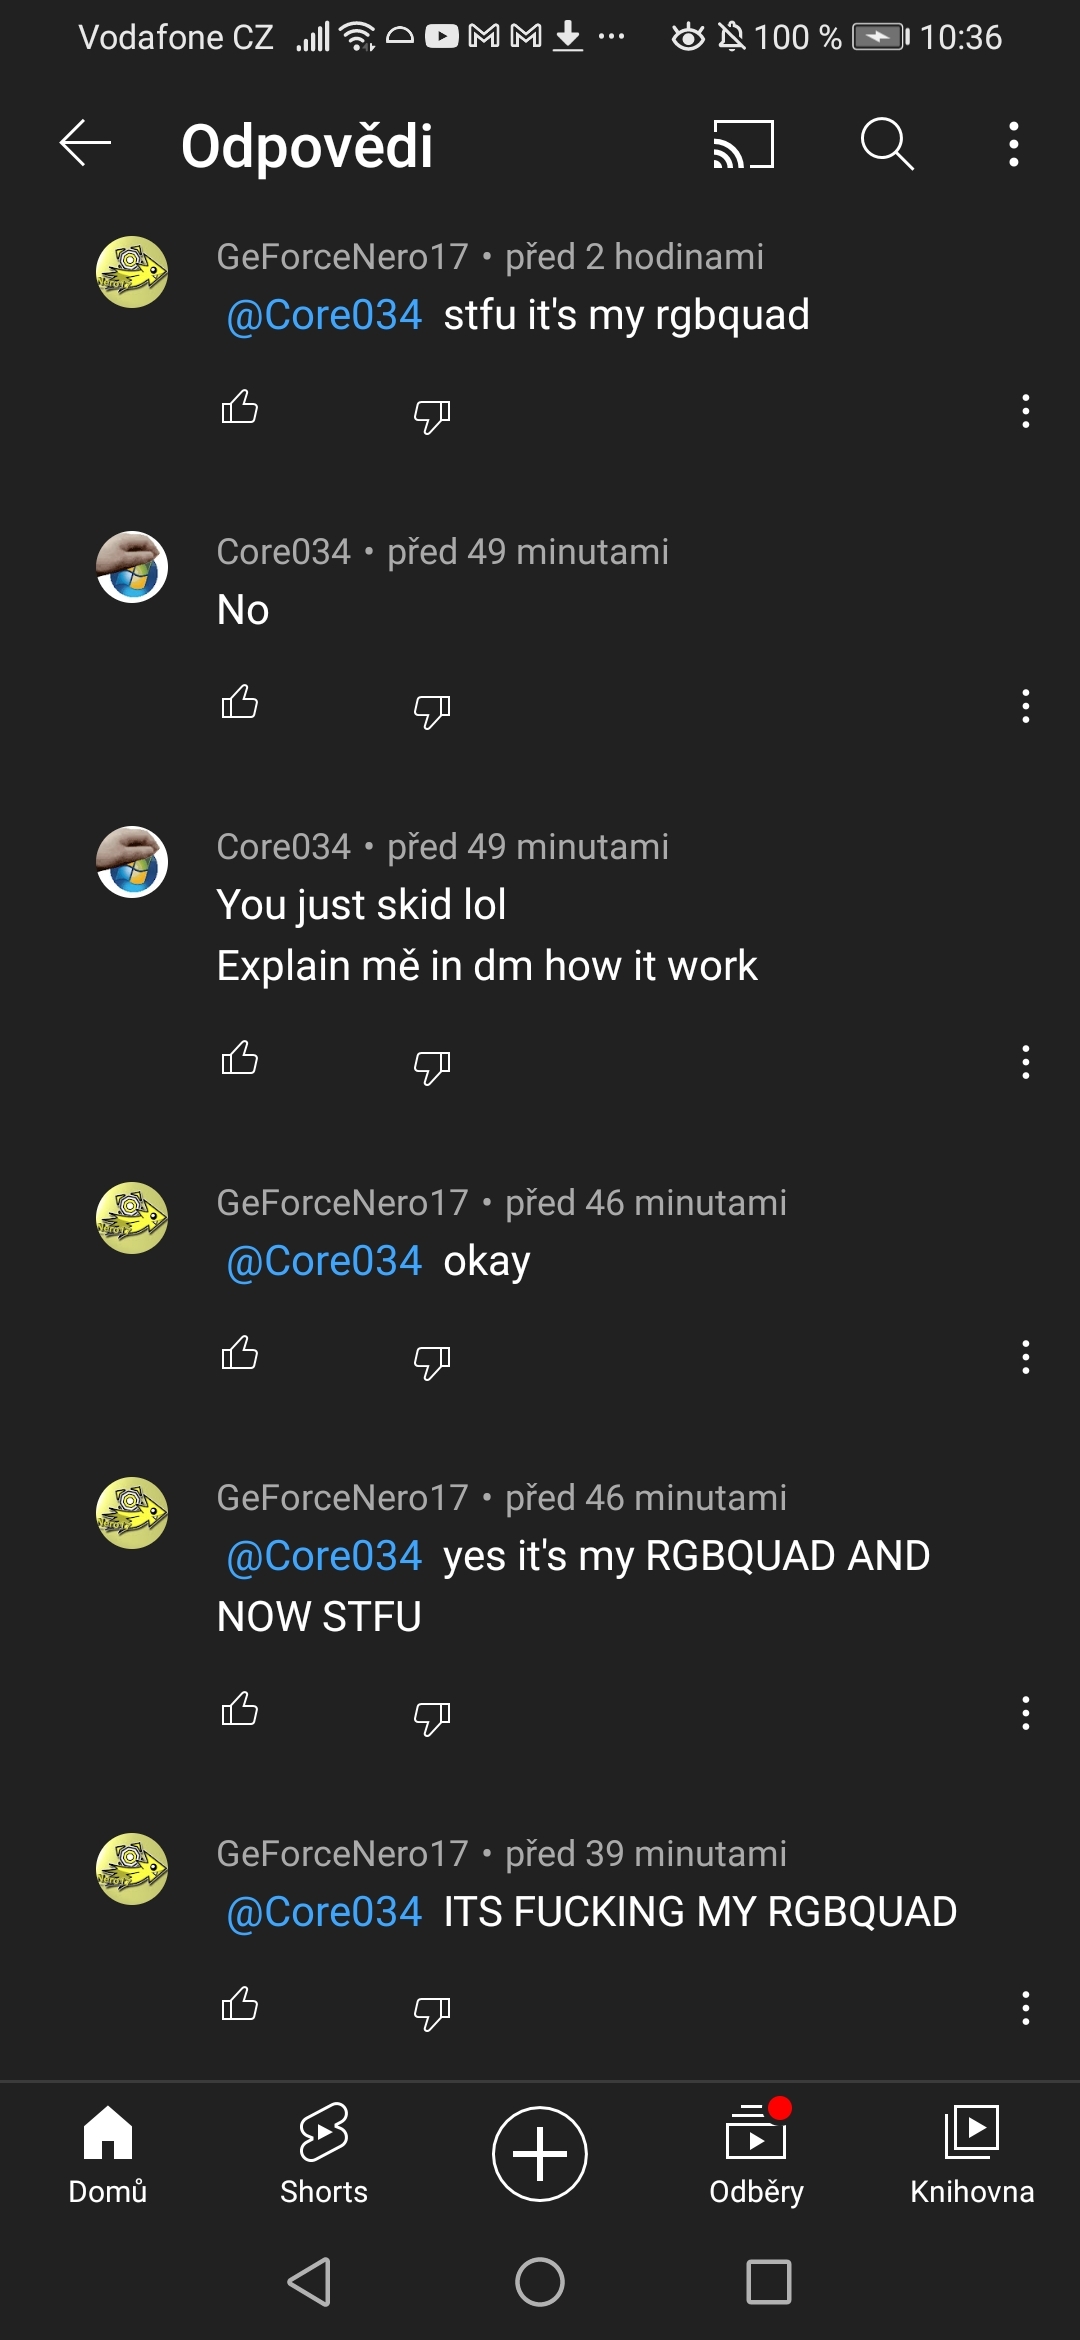 Vodafone CZ 100 % 10:36
Odpovědi
GeForceNero17 • před 2 hodinami
@Core034 stfu it's my rgbquad
Core034 • před 49 minutami
No
Core034 • před 49 minutami
You just skid lol
Explain mě in dm how it work
GeForceNero17 • před 46 minutami
@Core034 okay
GeForceNero17 • před 46 minutami
@Core034 yes it's my RGBQUAD AND
NOW STFU
GeForceNero17 • před 39 minutami
@Core034 ITS FUCKING MY RGBQUAD
Domů Shorts Odběry Knihovna